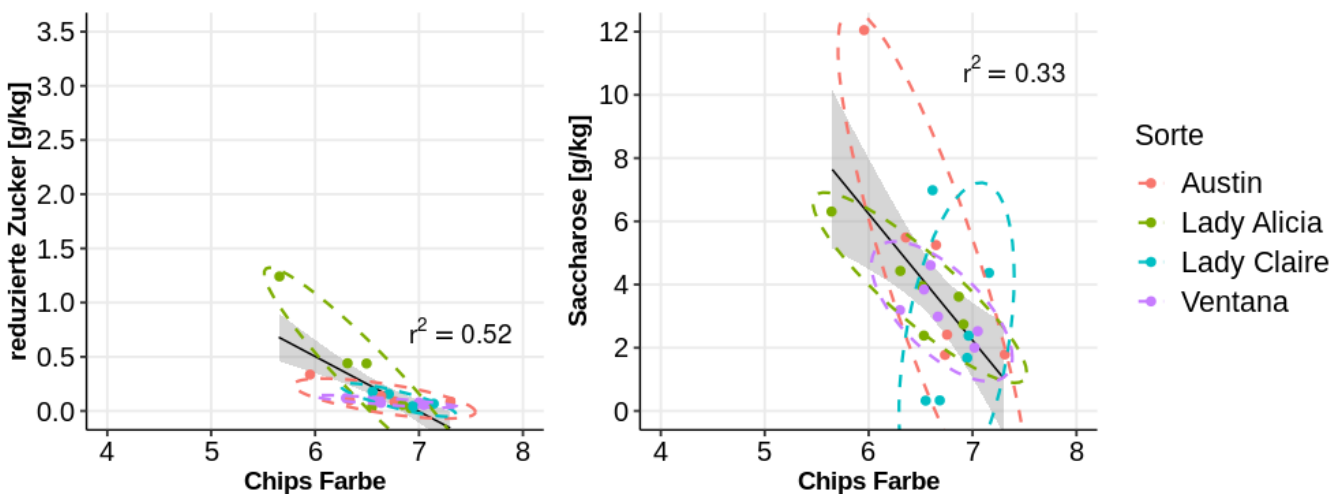 reduzierte Zucker [g/kg]
3.5
3.0
2.5
2.0
1.5
1.0
0.5
0.0
r² = 0.52
4 5 6 7 8
Chips Farbe
Saccharose [g/kg]
12
10
8
6
4
2
0
r² = 0.33
4 5 6 7 8
Chips Farbe
Sorte
Austin
Lady Alicia
Lady Claire
Ventana